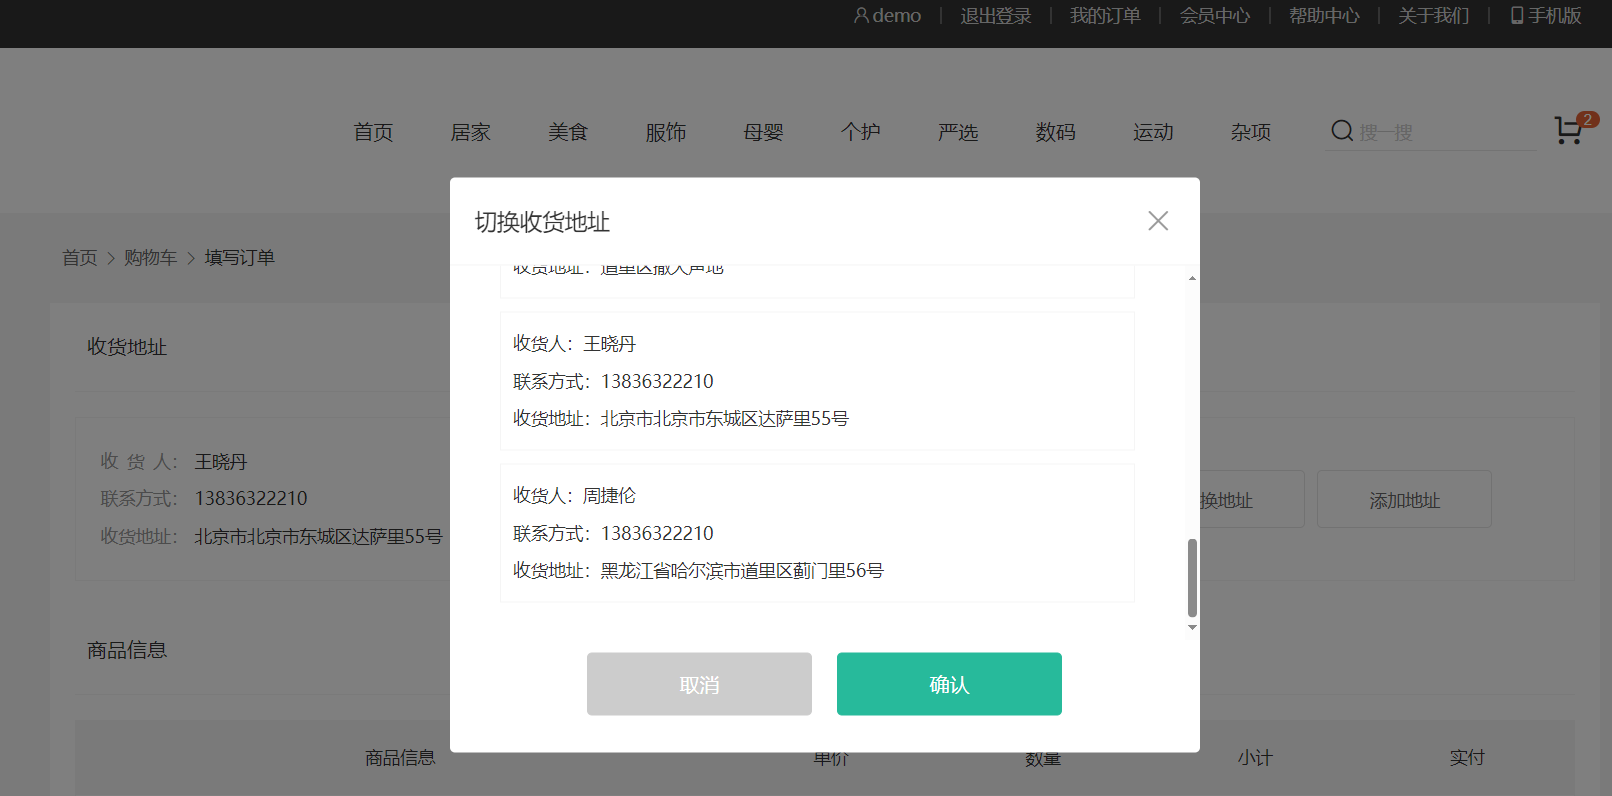 demo 退出登录 我的订单 会员中心 帮助中心 关于我们 手机版
首页 居家 美食 服饰 母婴 个护 严选 数码 运动 杂项 搜一搜 2
切换收货地址
首页 > 购物车 > 填写订单
收货地址：道里区撒大声地
收货地址
收货人：王晓丹
联系方式：13836322210
收货地址：北京市北京市东城区达萨里55号
收 货 人： 王晓丹
联系方式： 13836322210
收货地址： 北京市北京市东城区达萨里55号
换地址 添加地址
收货人：周捷伦
联系方式：13836322210
收货地址：黑龙江省哈尔滨市道里区蓟门里56号
商品信息
取消 确认
商品信息 单价 数量 小计 实付